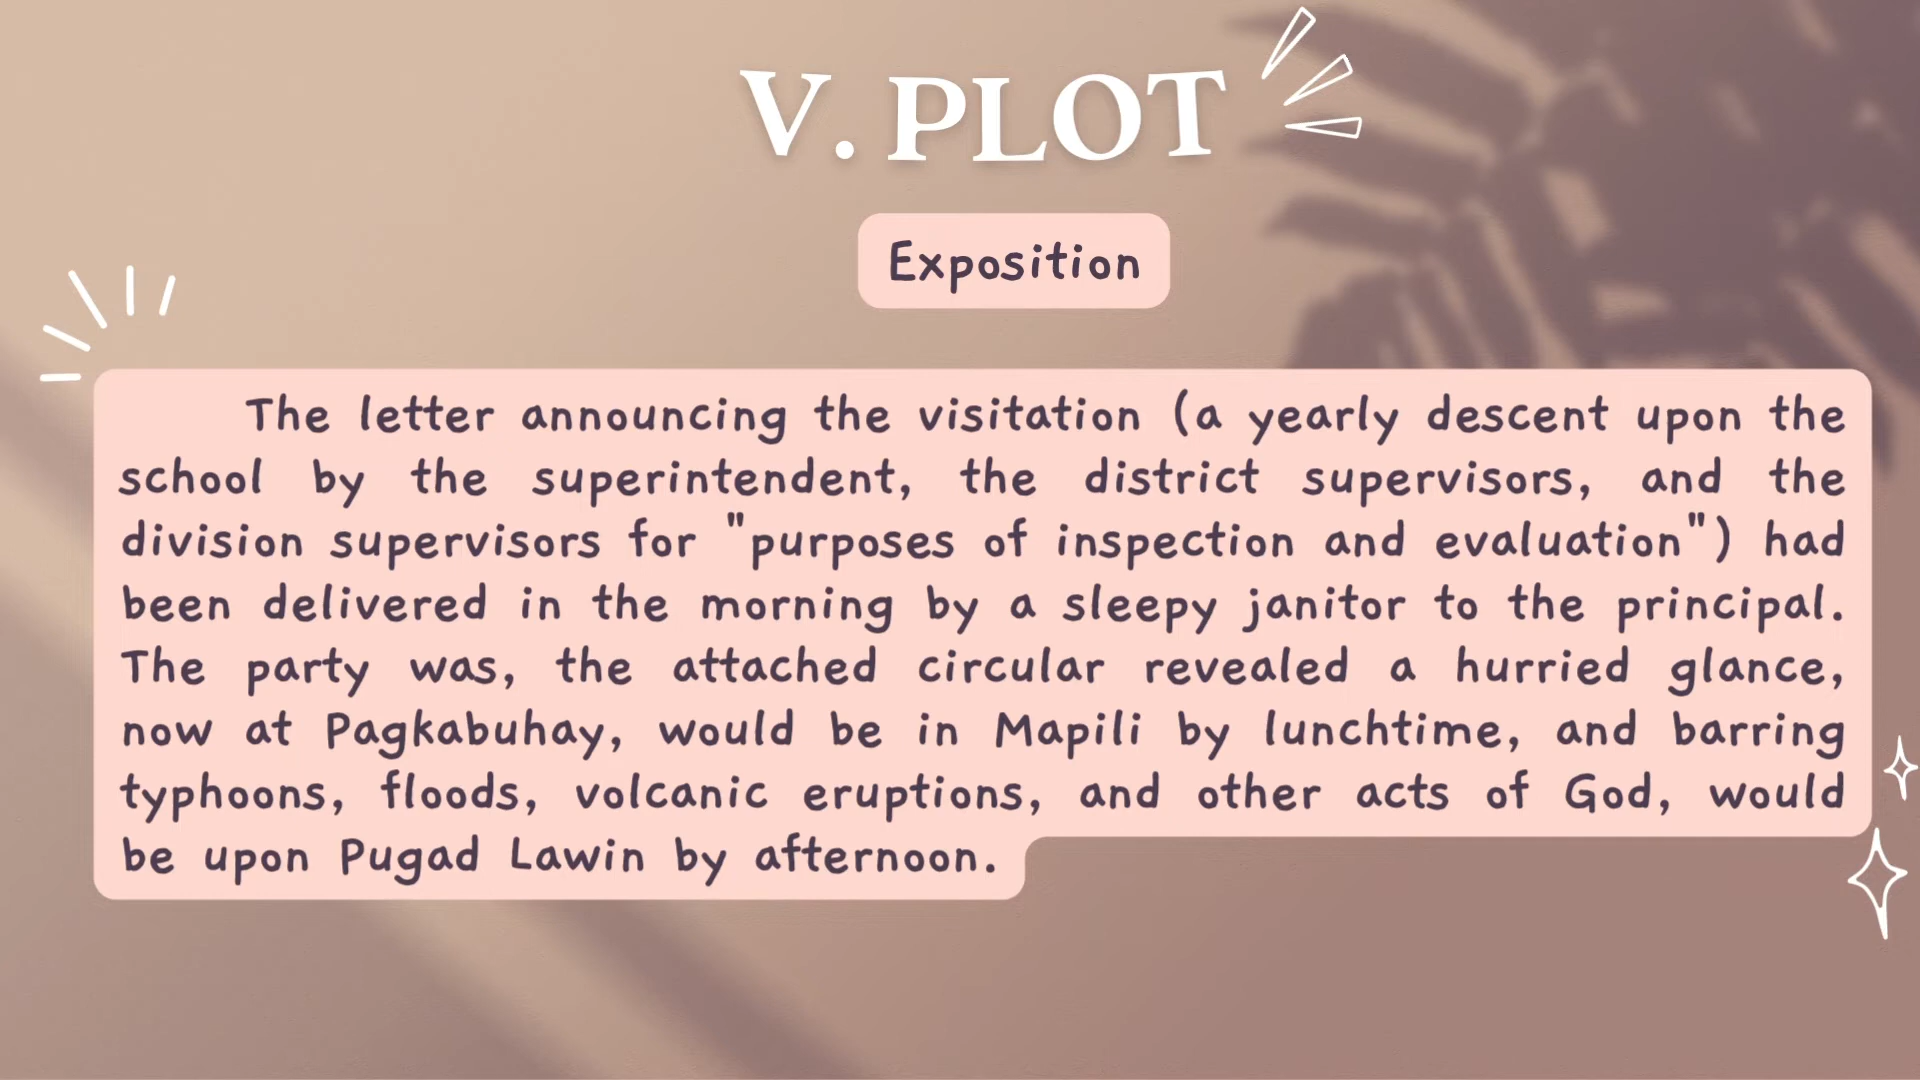 V. PLOT
Exposition
The letter announcing the visitation (a yearly descent upon the
school by the superintendent, the district supervisors, and the
division supervisors for "purposes of inspection and evaluation") had
been delivered in the morning by a sleepy janitor to the principal.
The party was, the attached circular revealed a hurried glance,
now at Pagkabuhay, would be in Mapili by lunchtime, and barring
typhoons, floods, volcanic eruptions, and other acts of God, would
be upon Pugad Lawin by afternoon.